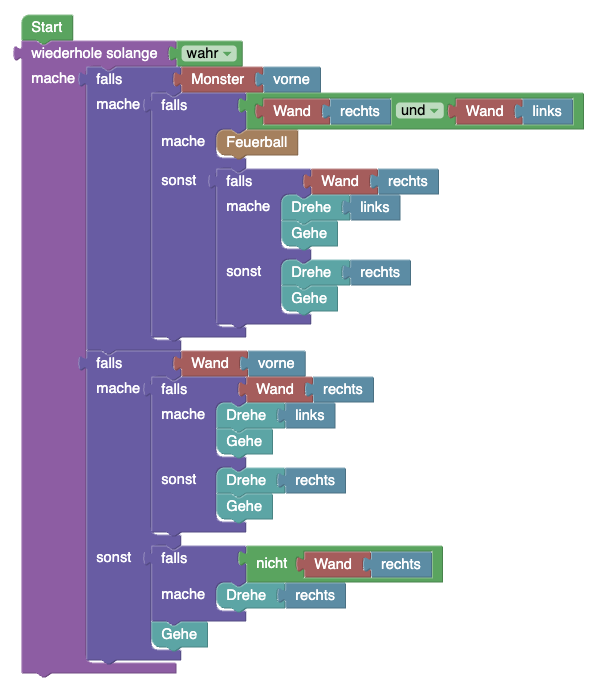 Start
wiederhole solange wahr
mache falls Monster vorne
mache falls Wand rechts und Wand links
mache Feuerball
sonst falls Wand rechts
mache Drehe links
Gehe
sonst Drehe rechts
Gehe
falls Wand vorne
mache falls Wand rechts
mache Drehe links
Gehe
sonst Drehe rechts
Gehe
sonst falls nicht Wand rechts
mache Drehe rechts
Gehe